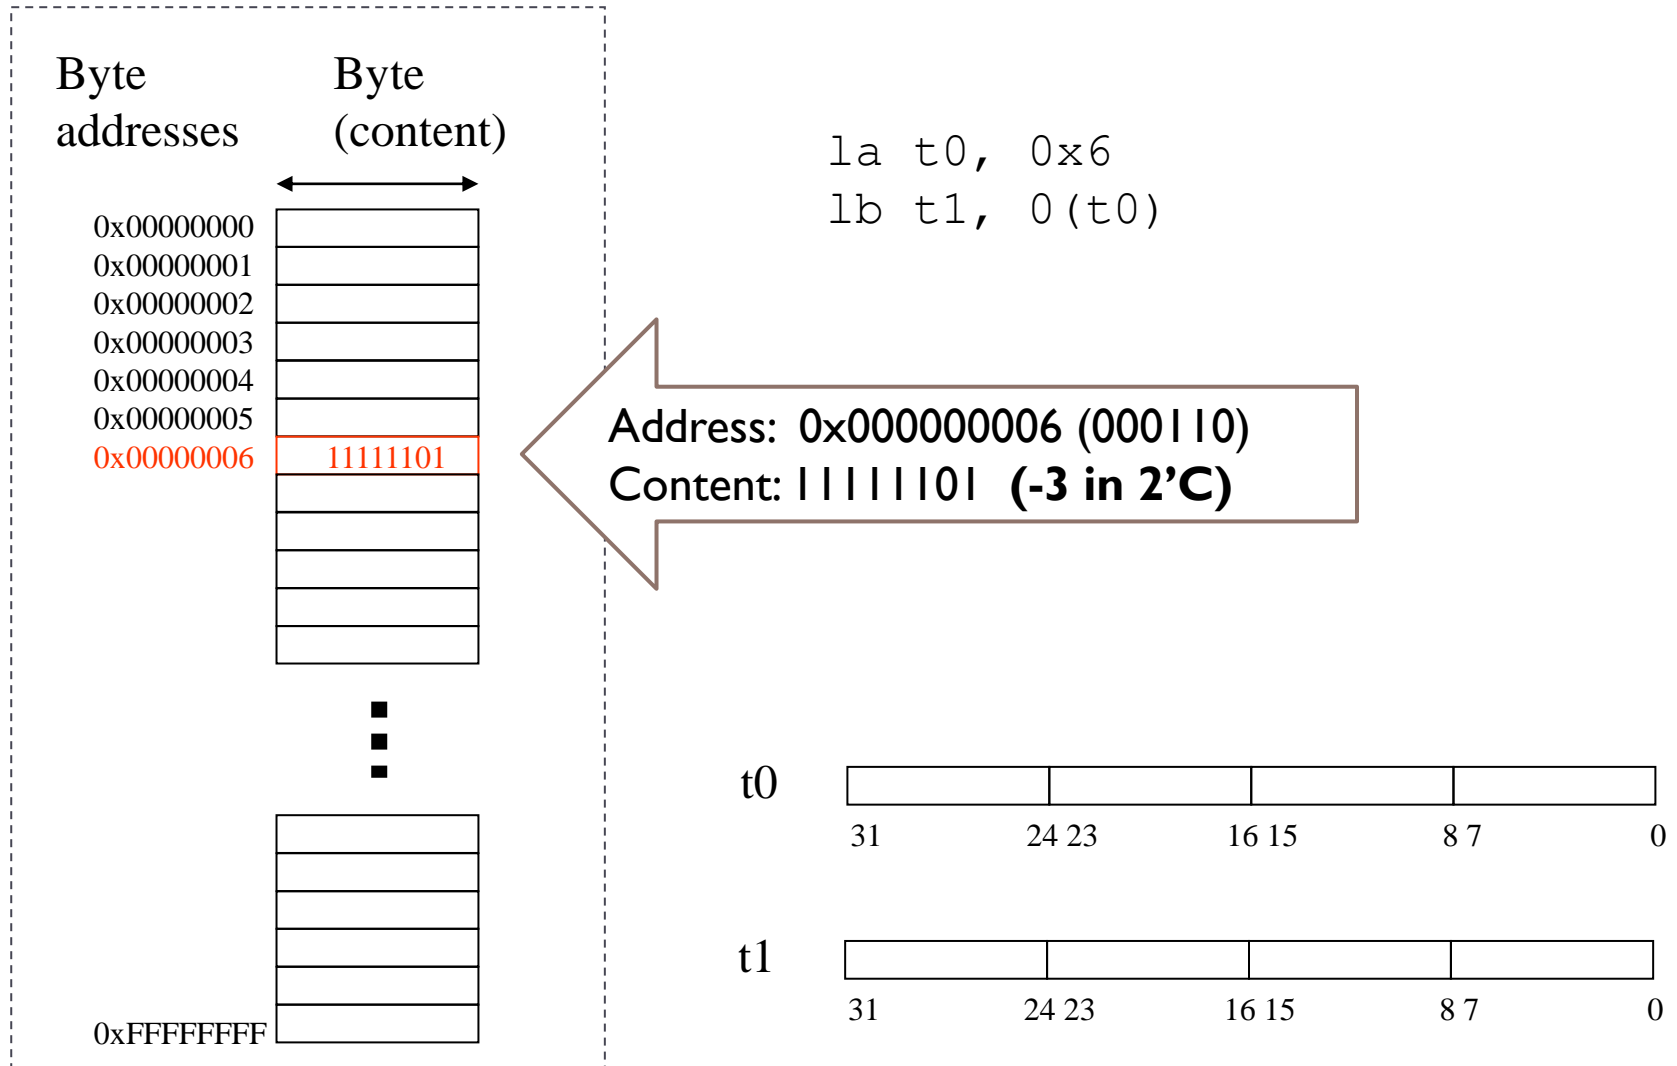 Byte addresses
Byte (content)
la t0, 0x6
lb t1, 0(t0)
0x00000000
0x00000001
0x00000002
0x00000003
0x00000004
0x00000005
0x00000006 11111101
Address: 0x000000006 (000110)
Content: 11111101 (-3 in 2’C)
t0
31 24 23 16 15 8 7 0
t1
31 24 23 16 15 8 7 0
0xFFFFFFFF